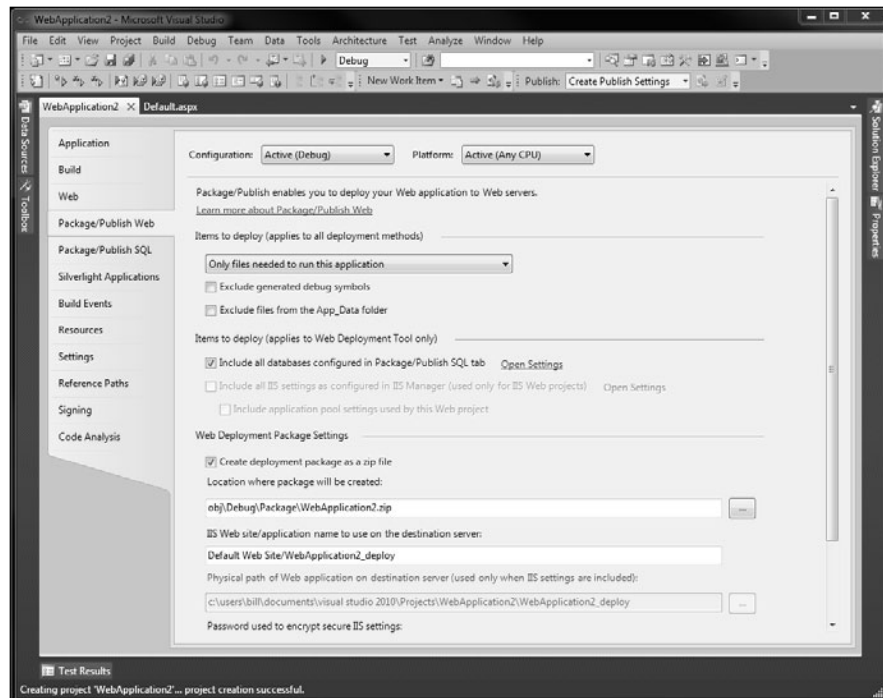 WebApplication2 - Microsoft Visual Studio
File Edit View Project Build Debug Team Data Tools Architecture Test Analyze Window Help
Debug
New Work Item Publish: Create Publish Settings
WebApplication2 Default.aspx
Data Sources
Toolbox
Solution Explorer
Properties
Application
Build
Web
Package/Publish Web
Package/Publish SQL
Silverlight Applications
Build Events
Resources
Settings
Reference Paths
Signing
Code Analysis
Configuration: Active (Debug) Platform: Active (Any CPU)
Package/Publish enables you to deploy your Web application to Web servers.
Learn more about Package/Publish Web
Items to deploy (applies to all deployment methods)
Only files needed to run this application
Exclude generated debug symbols
Exclude files from the App_Data folder
Items to deploy (applies to Web Deployment Tool only)
Include all databases configured in Package/Publish SQL tab Open Settings
Include all IIS settings as configured in IIS Manager (used only for IIS Web projects) Open Settings
Include application pool settings used by this Web project
Web Deployment Package Settings
Create deployment package as a zip file
Location where package will be created:
obj\Debug\Package\WebApplication2.zip
...
IIS Web site/application name to use on the destination server:
Default Web Site/WebApplication2_deploy
Physical path of Web application on destination server (used only when IIS settings are included):
c:\users\bill\documents\visual studio 2010\Projects\WebApplication2\WebApplication2_deploy
...
Password used to encrypt secure IIS settings:
Test Results
Creating project 'WebApplication2'... project creation successful.